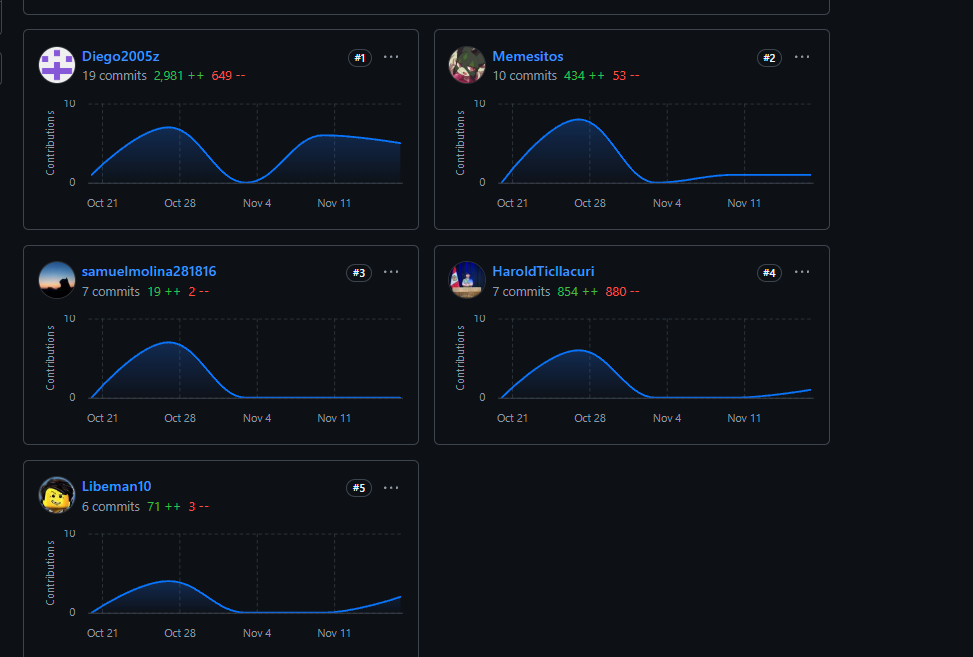 Diego2005z
#1
19 commits 2,981 ++ 649 --
Contributions
10
0
Oct 21 Oct 28 Nov 4 Nov 11
Memesitos
#2
10 commits 434 ++ 53 --
Contributions
10
0
Oct 21 Oct 28 Nov 4 Nov 11
samuelmolina281816
#3
7 commits 19 ++ 2 --
Contributions
10
0
Oct 21 Oct 28 Nov 4 Nov 11
HaroldTicllacuri
#4
7 commits 854 ++ 880 --
Contributions
10
0
Oct 21 Oct 28 Nov 4 Nov 11
Libeman10
#5
6 commits 71 ++ 3 --
Contributions
10
0
Oct 21 Oct 28 Nov 4 Nov 11